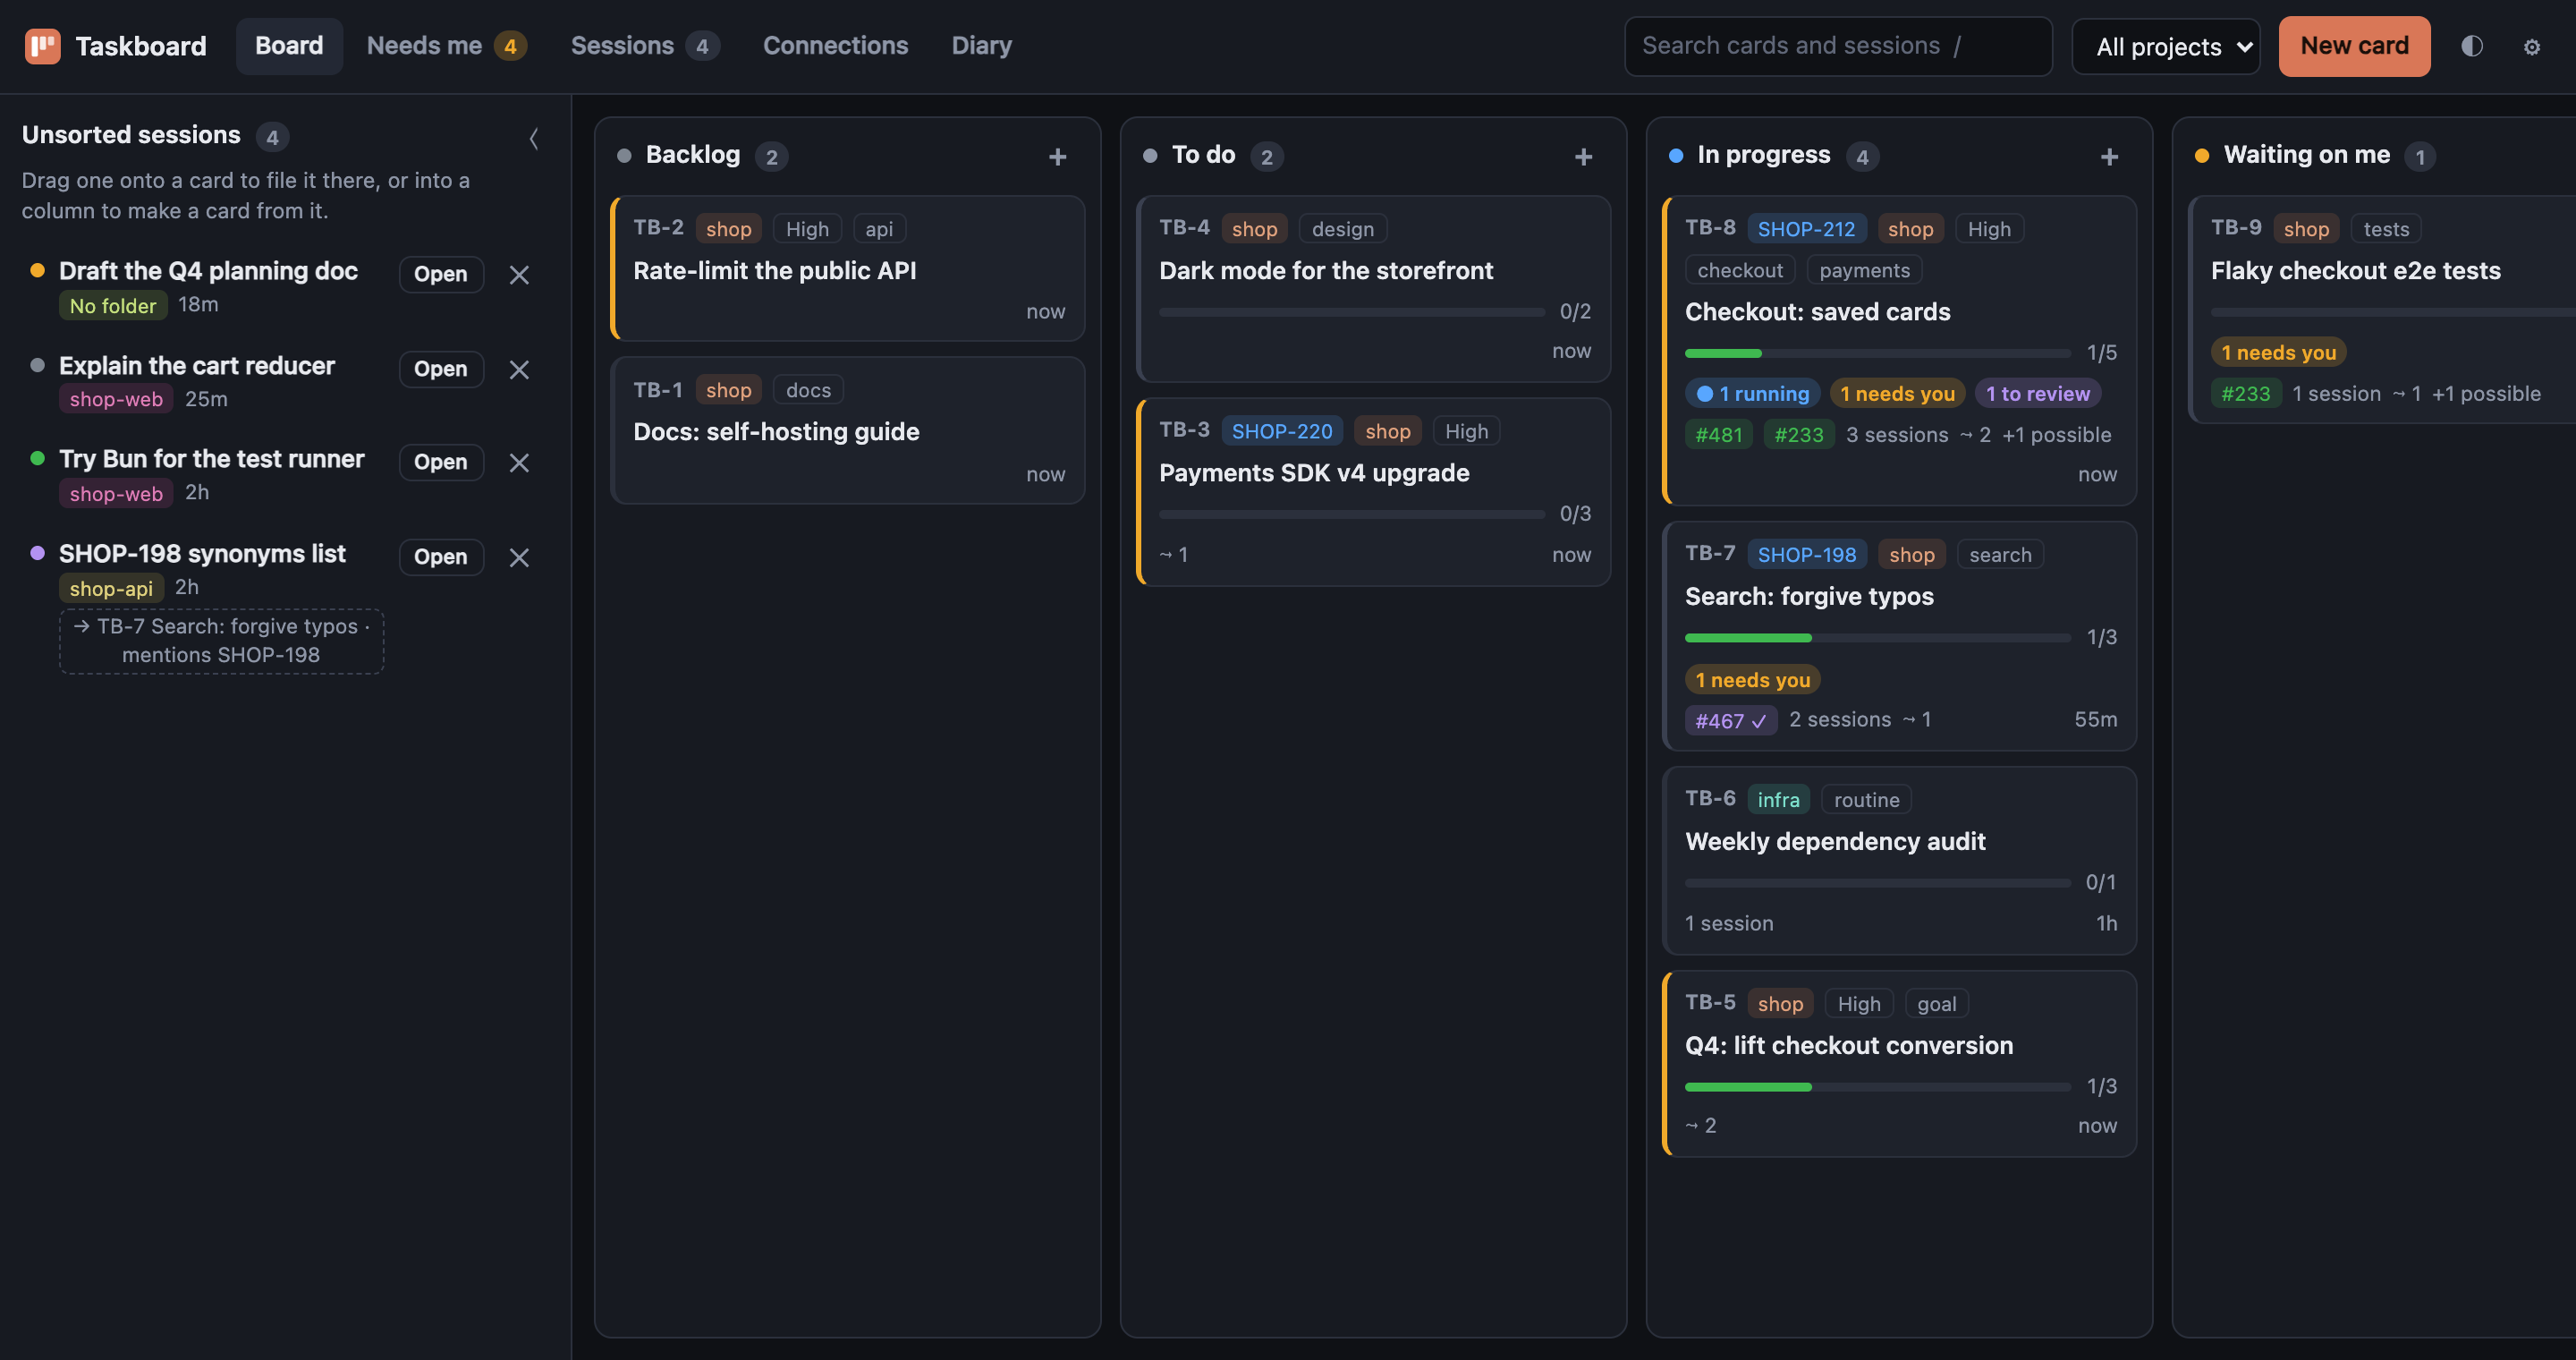 Taskboard Board Needs me 4 Sessions 4 Connections Diary Search cards and sessions / All projects New card
Unsorted sessions 4
Drag one onto a card to file it there, or into a
column to make a card from it.
Draft the Q4 planning doc Open
No folder 18m
Explain the cart reducer Open
shop-web 25m
Try Bun for the test runner Open
shop-web 2h
SHOP-198 synonyms list Open
shop-api 2h
→ TB-7 Search: forgive typos ·
mentions SHOP-198
Backlog 2 +
TB-2 shop High api
Rate-limit the public API
now
TB-1 shop docs
Docs: self-hosting guide
now
To do 2 +
TB-4 shop design
Dark mode for the storefront
0/2
now
TB-3 SHOP-220 shop High
Payments SDK v4 upgrade
0/3
⤳ 1 now
In progress 4 +
TB-8 SHOP-212 shop High
checkout payments
Checkout: saved cards
1/5
1 running 1 needs you 1 to review
#481 #233 3 sessions ⤳ 2 +1 possible
now
TB-7 SHOP-198 shop search
Search: forgive typos
1/3
1 needs you
#467 ✓ 2 sessions ⤳ 1 55m
TB-6 infra routine
Weekly dependency audit
0/1
1 session 1h
TB-5 shop High goal
Q4: lift checkout conversion
1/3
⤳ 2 now
Waiting on me 1
TB-9 shop tests
Flaky checkout e2e tests
1 needs you
#233 1 session ⤳ 1 +1 possible